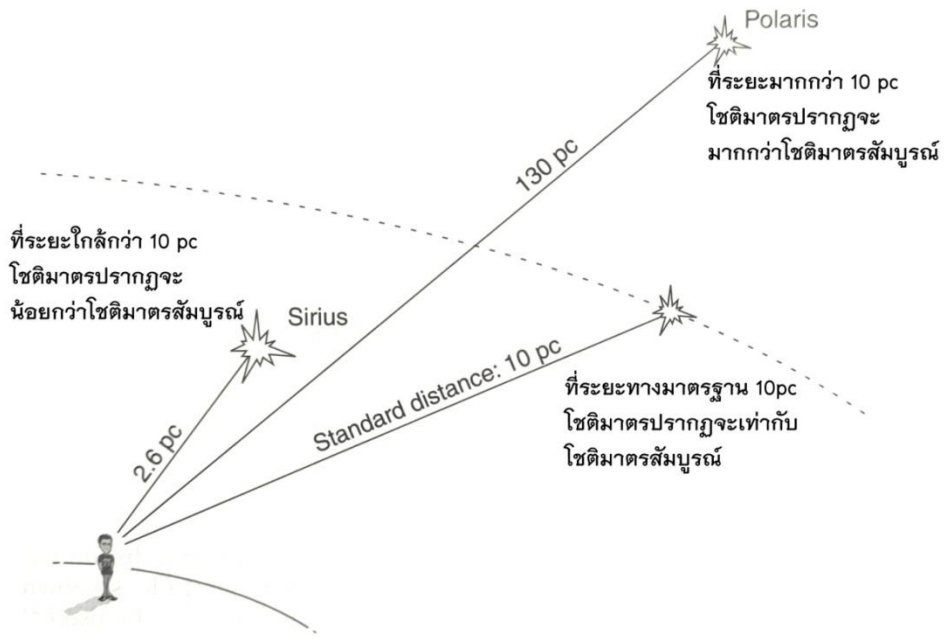 Polaris
ที่ระยะมากกว่า 10 pc
โชติมาตรปรากฏจะ
มากกว่าโชติมาตรสัมบูรณ์
130 pc
ที่ระยะใกล้กว่า 10 pc
โชติมาตรปรากฏจะ
น้อยกว่าโชติมาตรสัมบูรณ์
Sirius
2.6 pc
Standard distance: 10 pc
ที่ระยะทางมาตรฐาน 10pc
โชติมาตรปรากฏจะเท่ากับ
โชติมาตรสัมบูรณ์